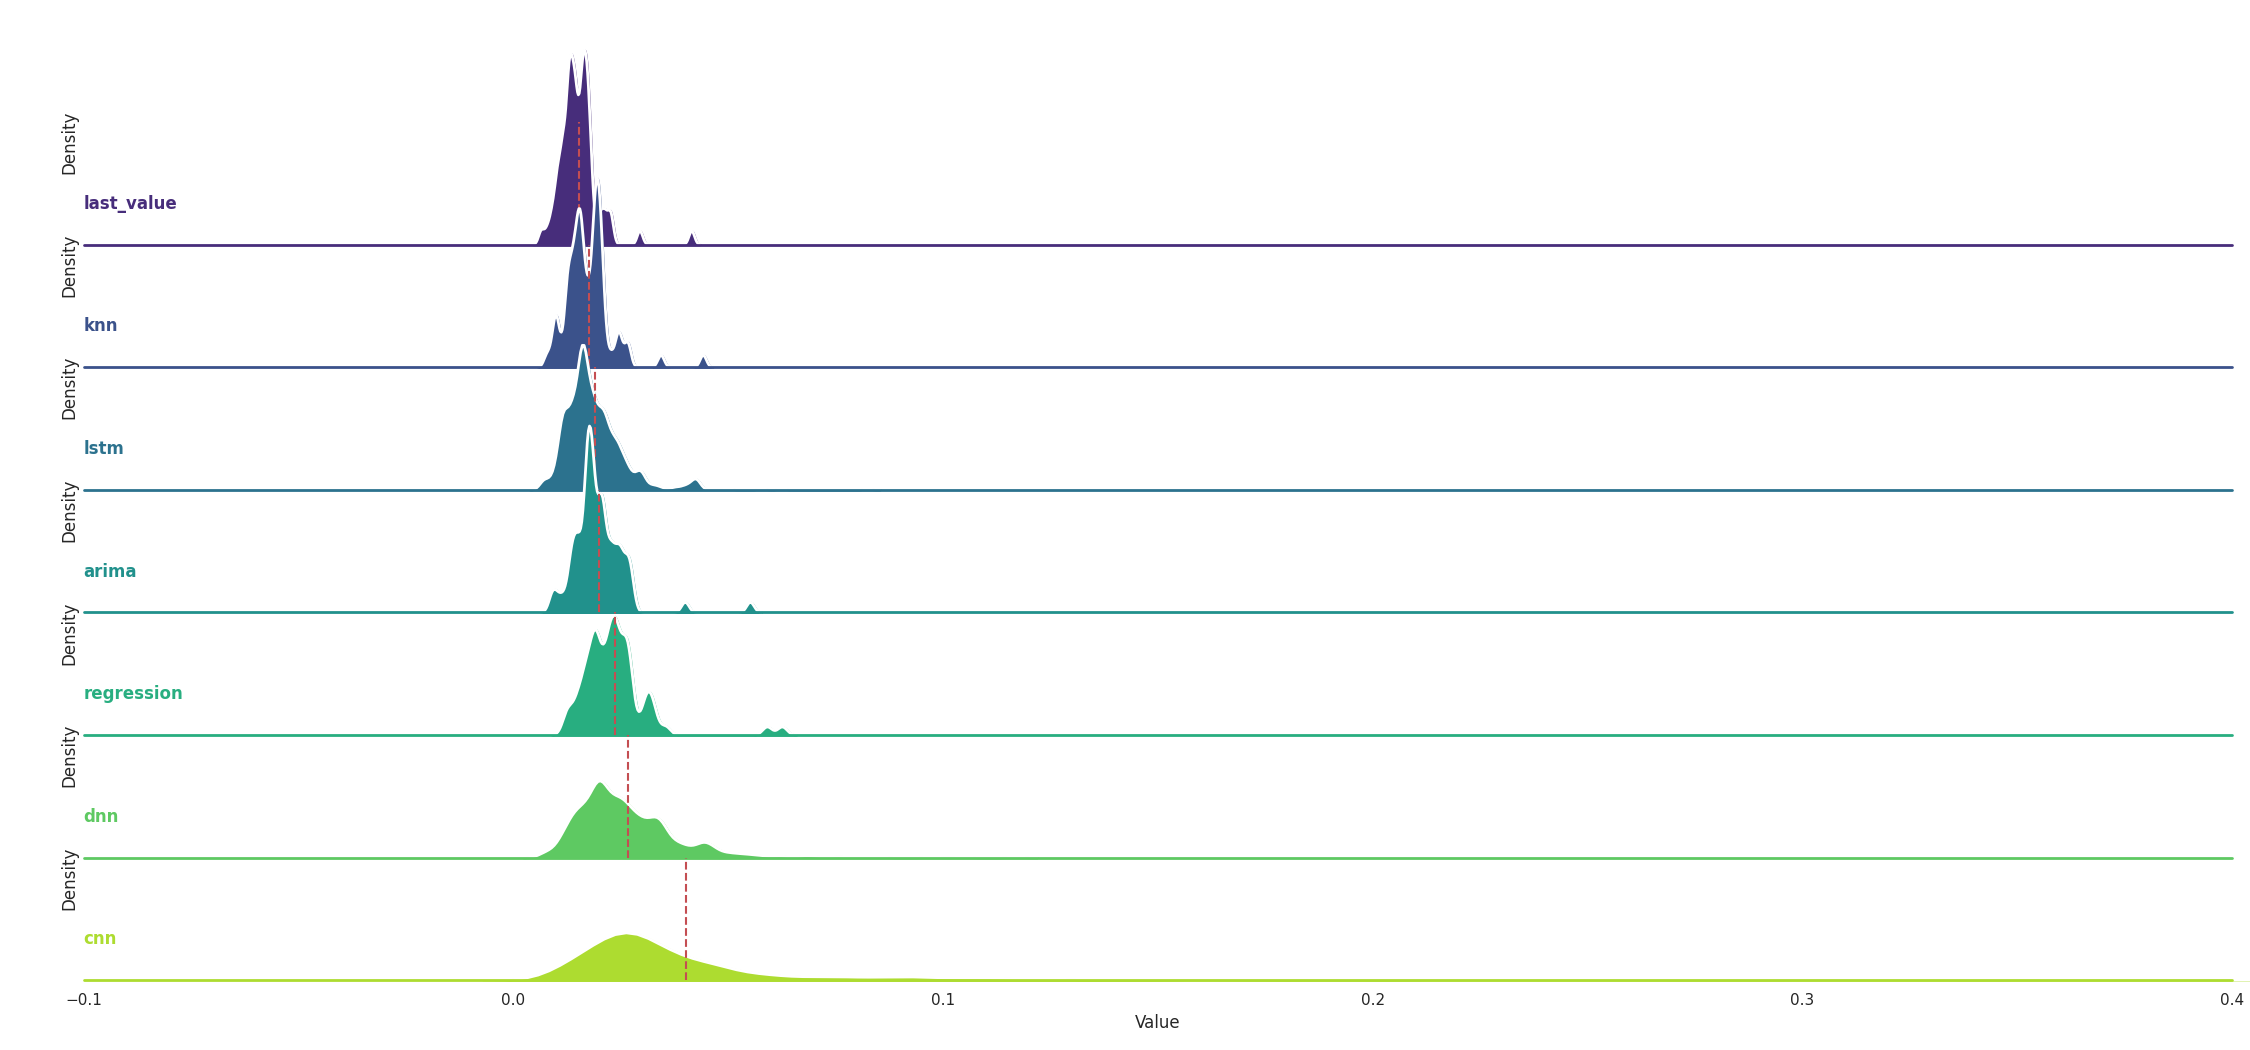 Density
last_value
Density
knn
Density
lstm
Density
arima
Density
regression
Density
dnn
Density
cnn
−0.1 0.0 0.1 0.2 0.3 0.4
Value